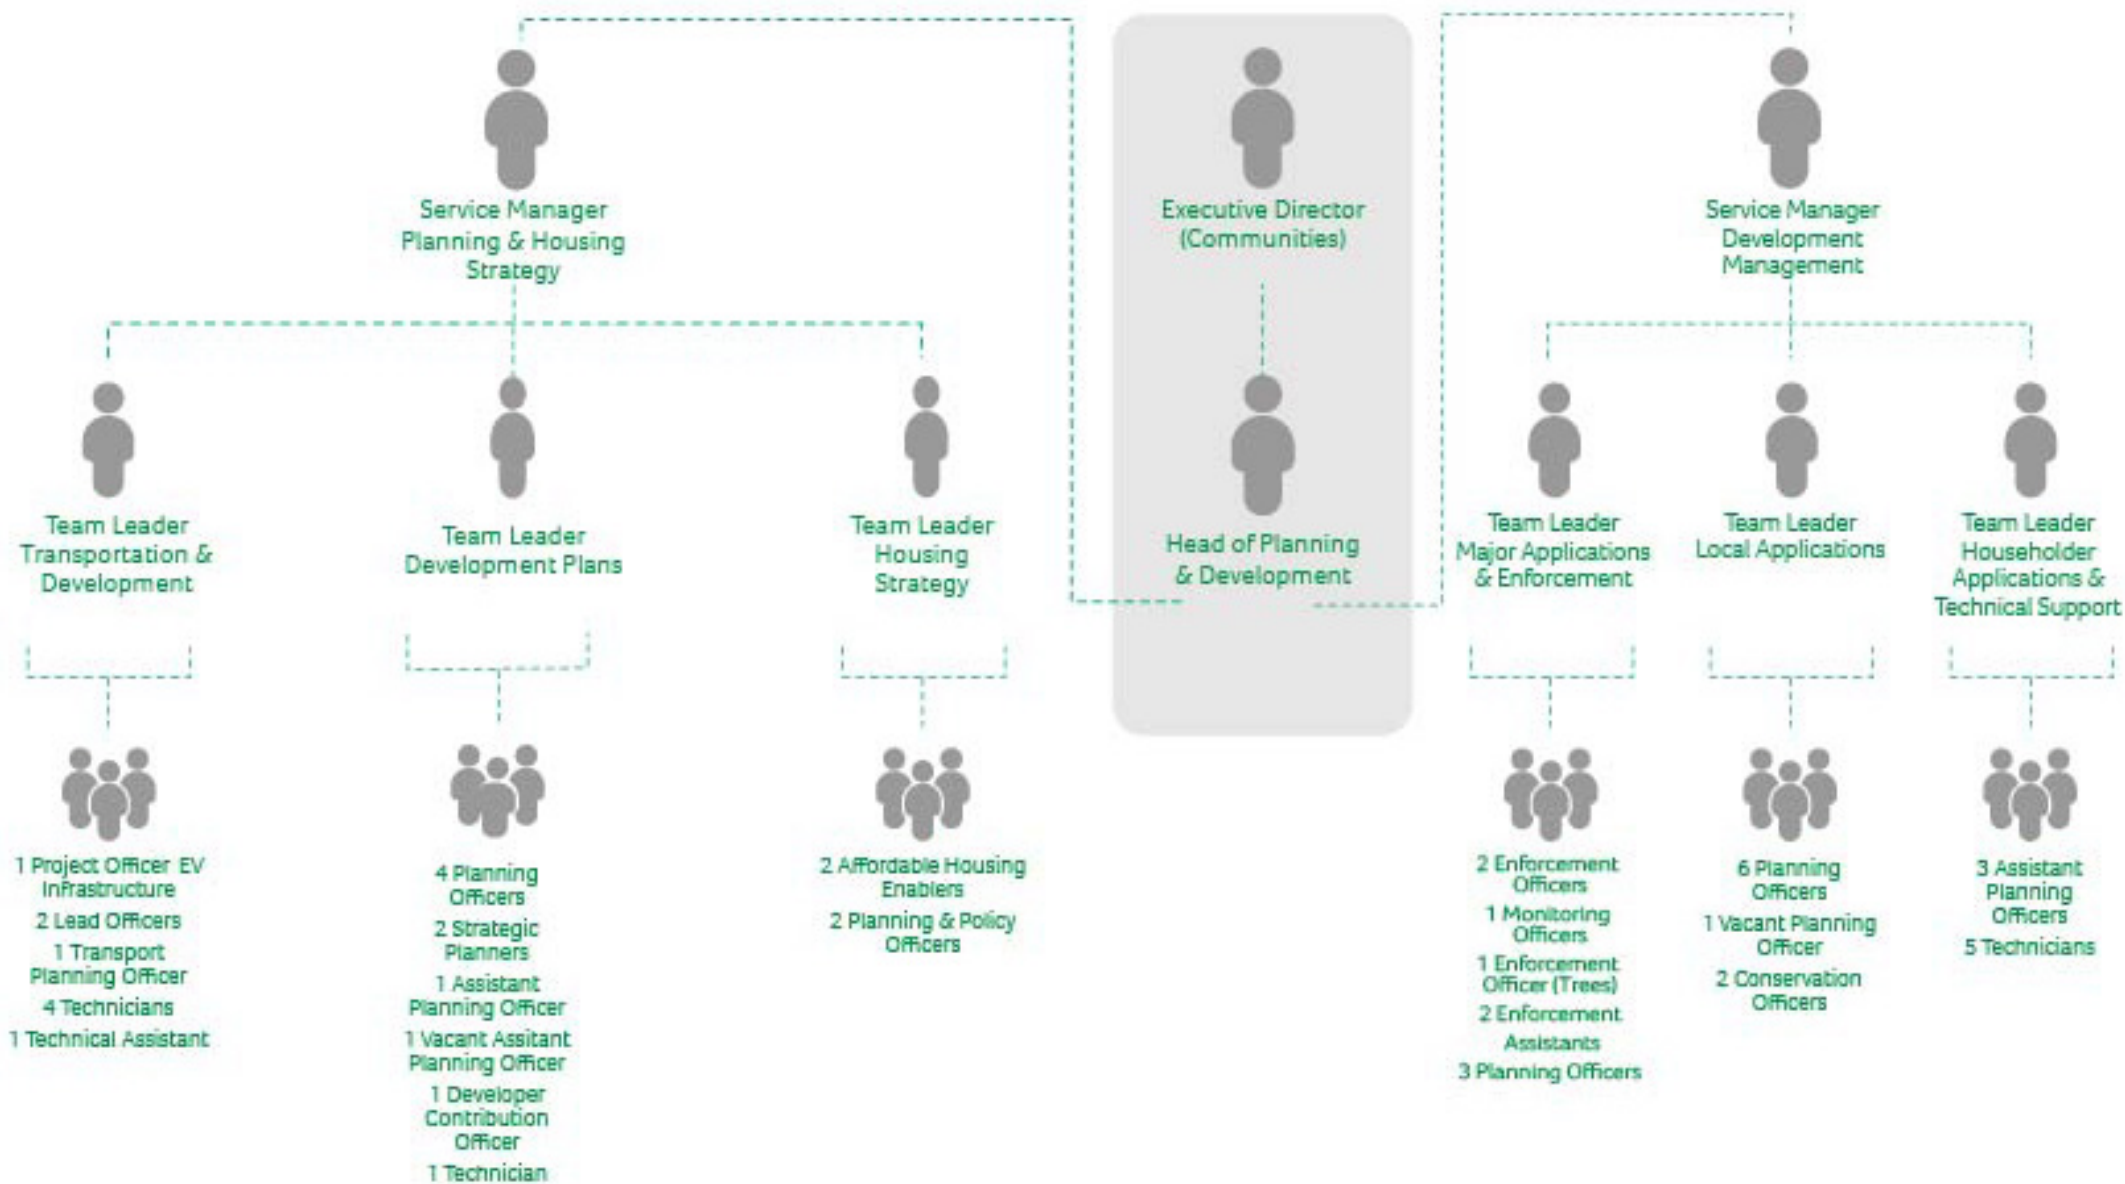 Service Manager
Planning & Housing
Strategy
Executive Director
(Communities)
Service Manager
Development
Management
Team Leader
Transportation &
Development
Team Leader
Development Plans
Team Leader
Housing
Strategy
Head of Planning
& Development
Team Leader
Major Applications
& Enforcement
Team Leader
Local Applications
Team Leader
Householder
Applications &
Technical Support
1 Project Officer EV
Infrastructure
2 Lead Officers
1 Transport
Planning Officer
4 Technicians
1 Technical Assistant
4 Planning
Officers
2 Strategic
Planners
1 Assistant
Planning Officer
1 Vacant Assitant
Planning Officer
1 Developer
Contribution
Officer
1 Technician
2 Affordable Housing
Enablers
2 Planning & Policy
Officers
2 Enforcement
Officers
1 Monitoring
Officers
1 Enforcement
Officer (Trees)
2 Enforcement
Assistants
3 Planning Officers
6 Planning
Officers
1 Vacant Planning
Officer
2 Conservation
Officers
3 Assistant
Planning
Officers
5 Technicians